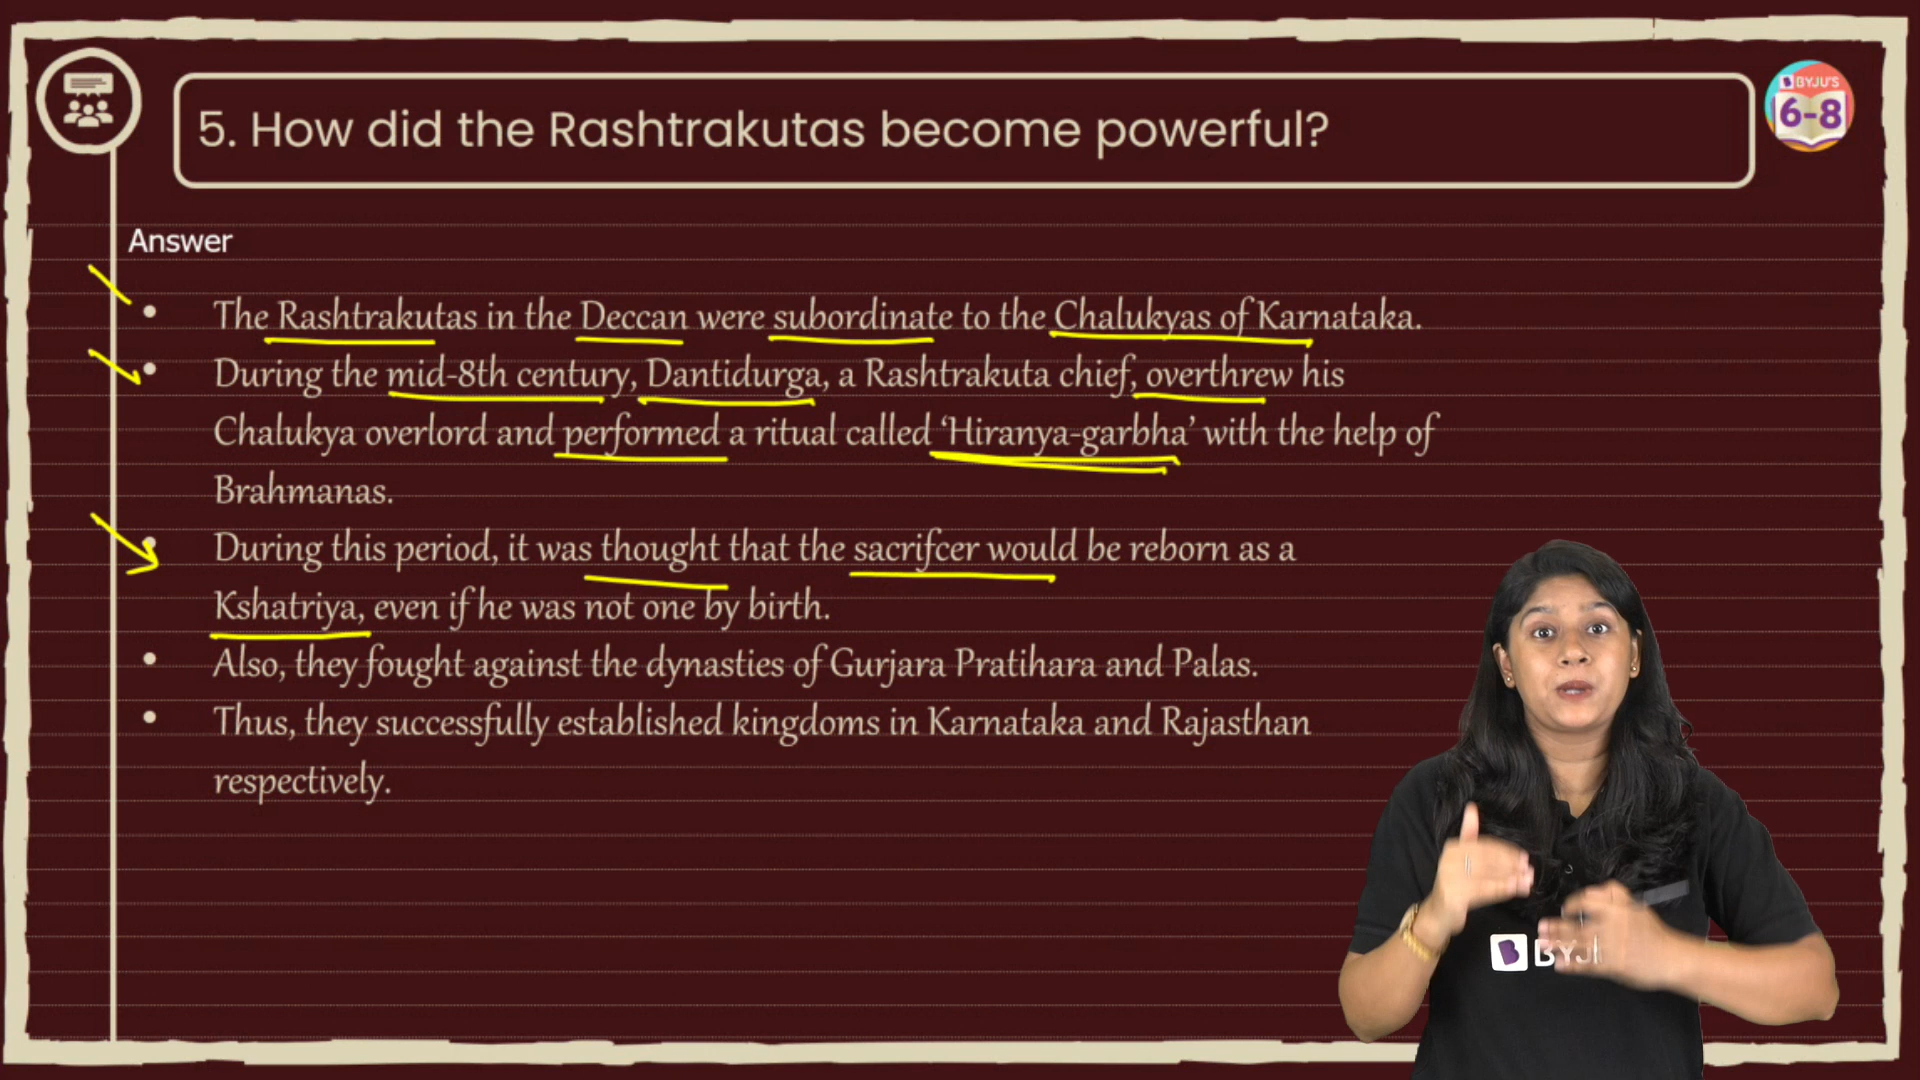 5. How did the Rashtrakutas become powerful?
BYJU'S
6-8
Answer
• The Rashtrakutas in the Deccan were subordinate to the Chalukyas of Karnataka.
• During the mid-8th century, Dantidurga, a Rashtrakuta chief, overthrew his
Chalukya overlord and performed a ritual called ‘Hiranya-garbha’ with the help of
Brahmanas.
• During this period, it was thought that the sacrifcer would be reborn as a
Kshatriya, even if he was not one by birth.
• Also, they fought against the dynasties of Gurjara Pratihara and Palas.
• Thus, they successfully established kingdoms in Karnataka and Rajasthan
respectively.